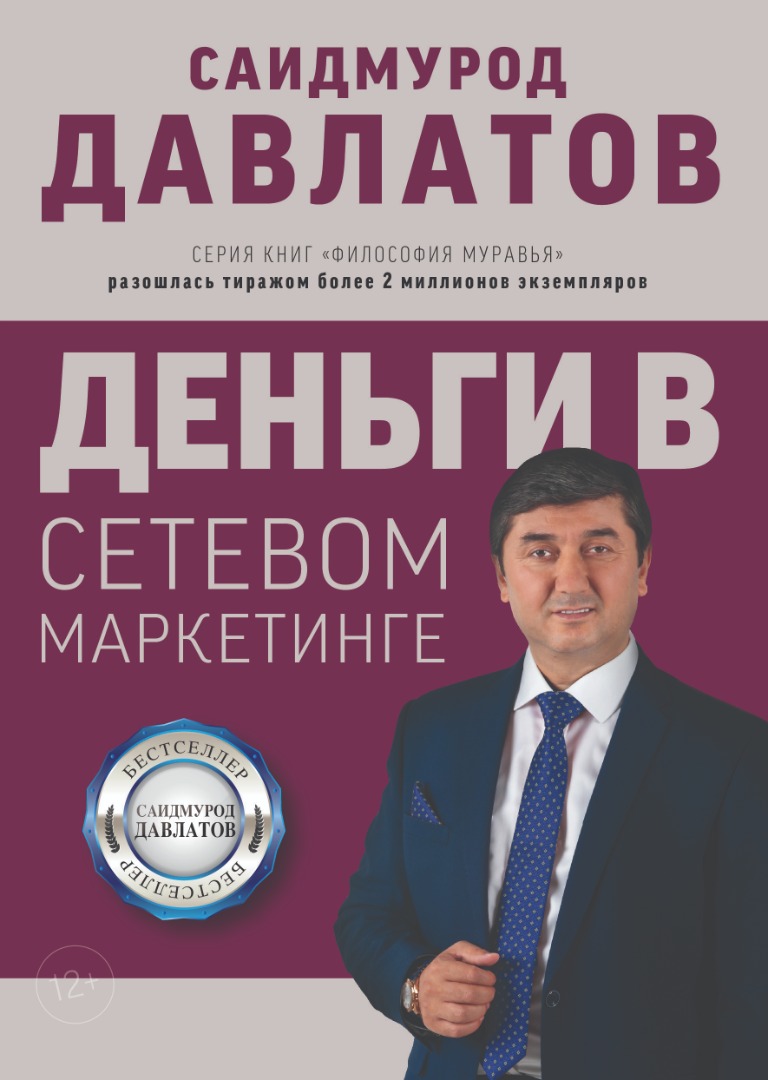 САИДМУРОД
ДАВЛАТОВ
СЕРИЯ КНИГ «ФИЛОСОФИЯ МУРАВЬЯ»
разошлась тиражом более 2 миллионов экземпляров
ДЕНЬГИ В
СЕТЕВОМ
МАРКЕТИНГЕ
БЕСТСЕЛЛЕР
САИДМУРОД
ДАВЛАТОВ
БЕСТСЕЛЛЕР
12+